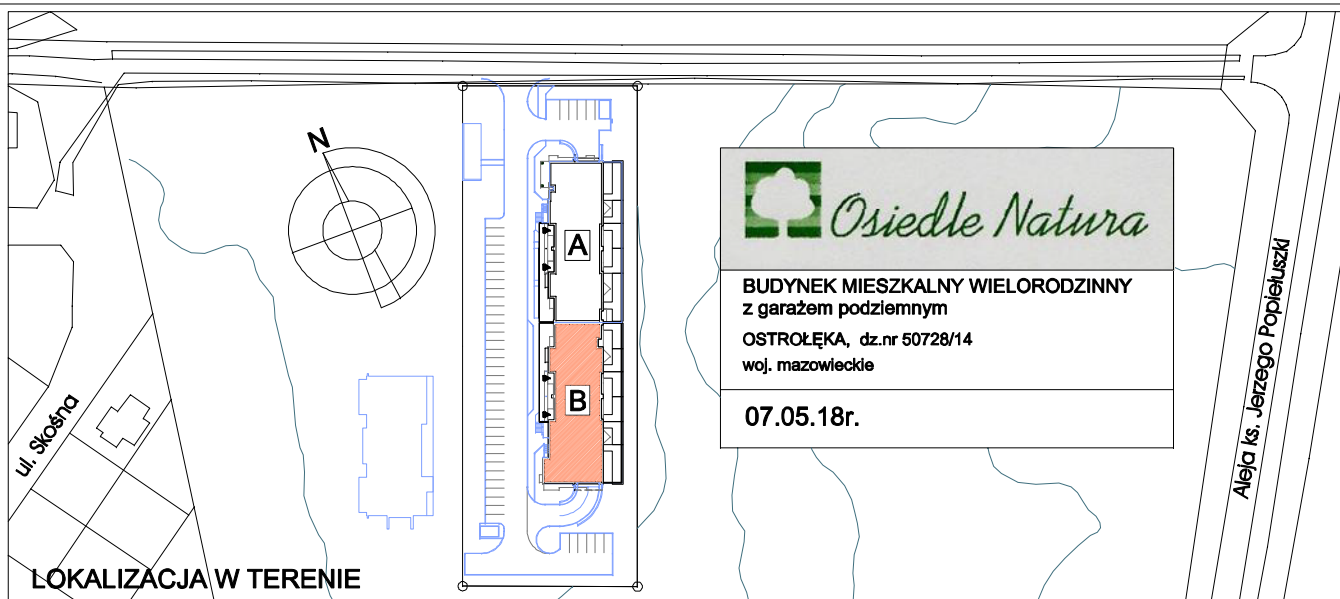 N
A
B
Osiedle Natura
BUDYNEK MIESZKALNY WIELORODZINNY
z garażem podziemnym
OSTROŁĘKA, dz.nr 50728/14
woj. mazowieckie
07.05.18r.
Aleja ks. Jerzego Popiełuszki
ul. Skośna
LOKALIZACJA W TERENIE